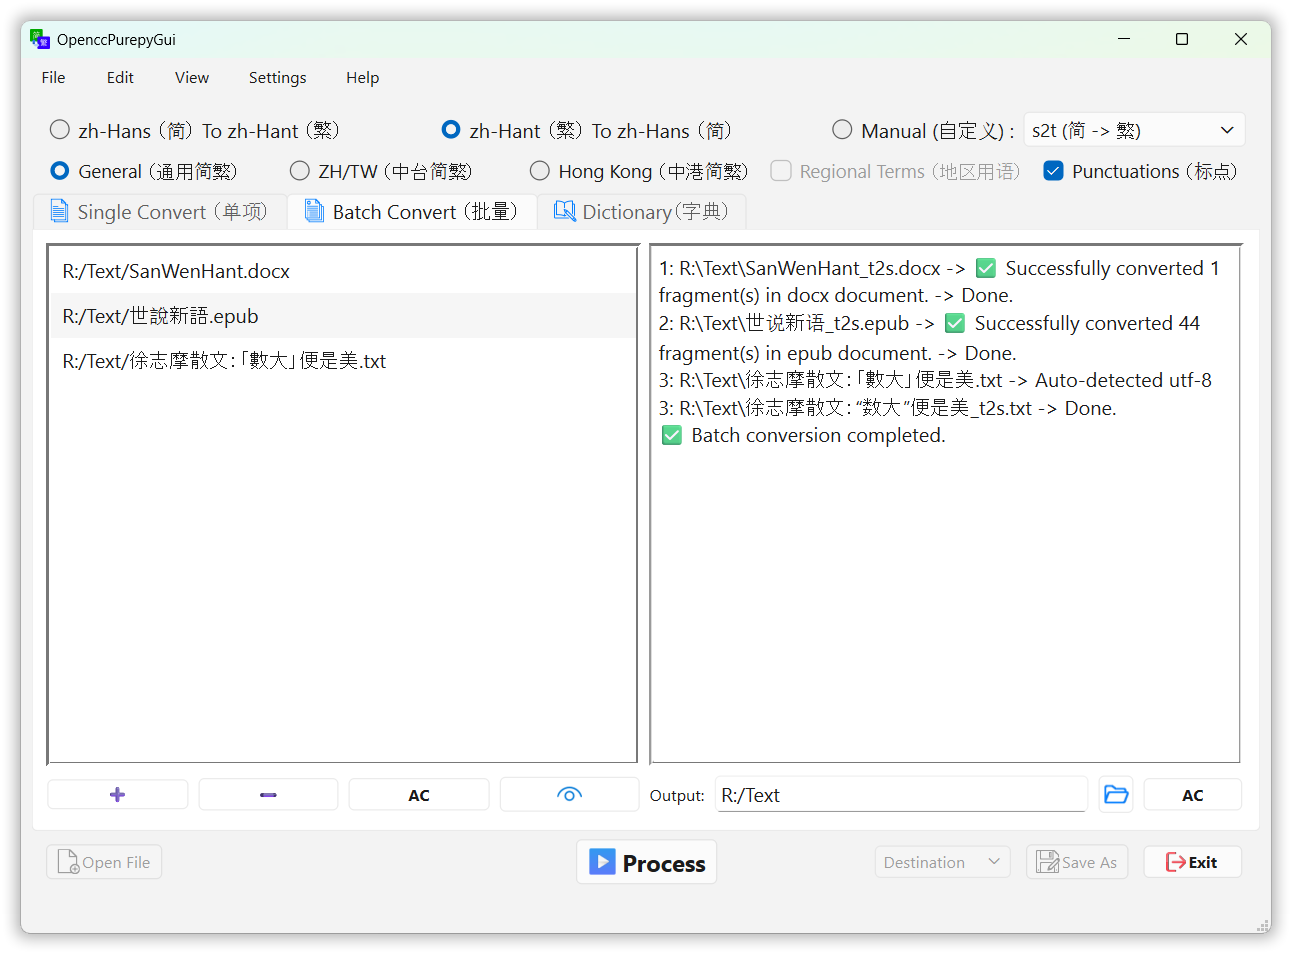 OpenccPurepyGui
File Edit View Settings Help
zh-Hans (简) To zh-Hant (繁) zh-Hant (繁) To zh-Hans (简) Manual (自定义) : s2t (简 -> 繁)
General (通用简繁) ZH/TW (中台简繁) Hong Kong (中港简繁) Regional Terms (地区用语) Punctuations (标点)
Single Convert (单项) Batch Convert (批量) Dictionary(字典)
R:/Text/SanWenHant.docx
R:/Text/世說新語.epub
R:/Text/徐志摩散文：「數大」便是美.txt
1: R:\Text\SanWenHant_t2s.docx -> ✅ Successfully converted 1
fragment(s) in docx document. -> Done.
2: R:\Text\世说新语_t2s.epub -> ✅ Successfully converted 44
fragment(s) in epub document. -> Done.
3: R:\Text\徐志摩散文：「數大」便是美.txt -> Auto-detected utf-8
3: R:\Text\徐志摩散文：“数大”便是美_t2s.txt -> Done.
✅ Batch conversion completed.
AC Output: R:/Text AC
Open File Process Destination Save As Exit
简
繁